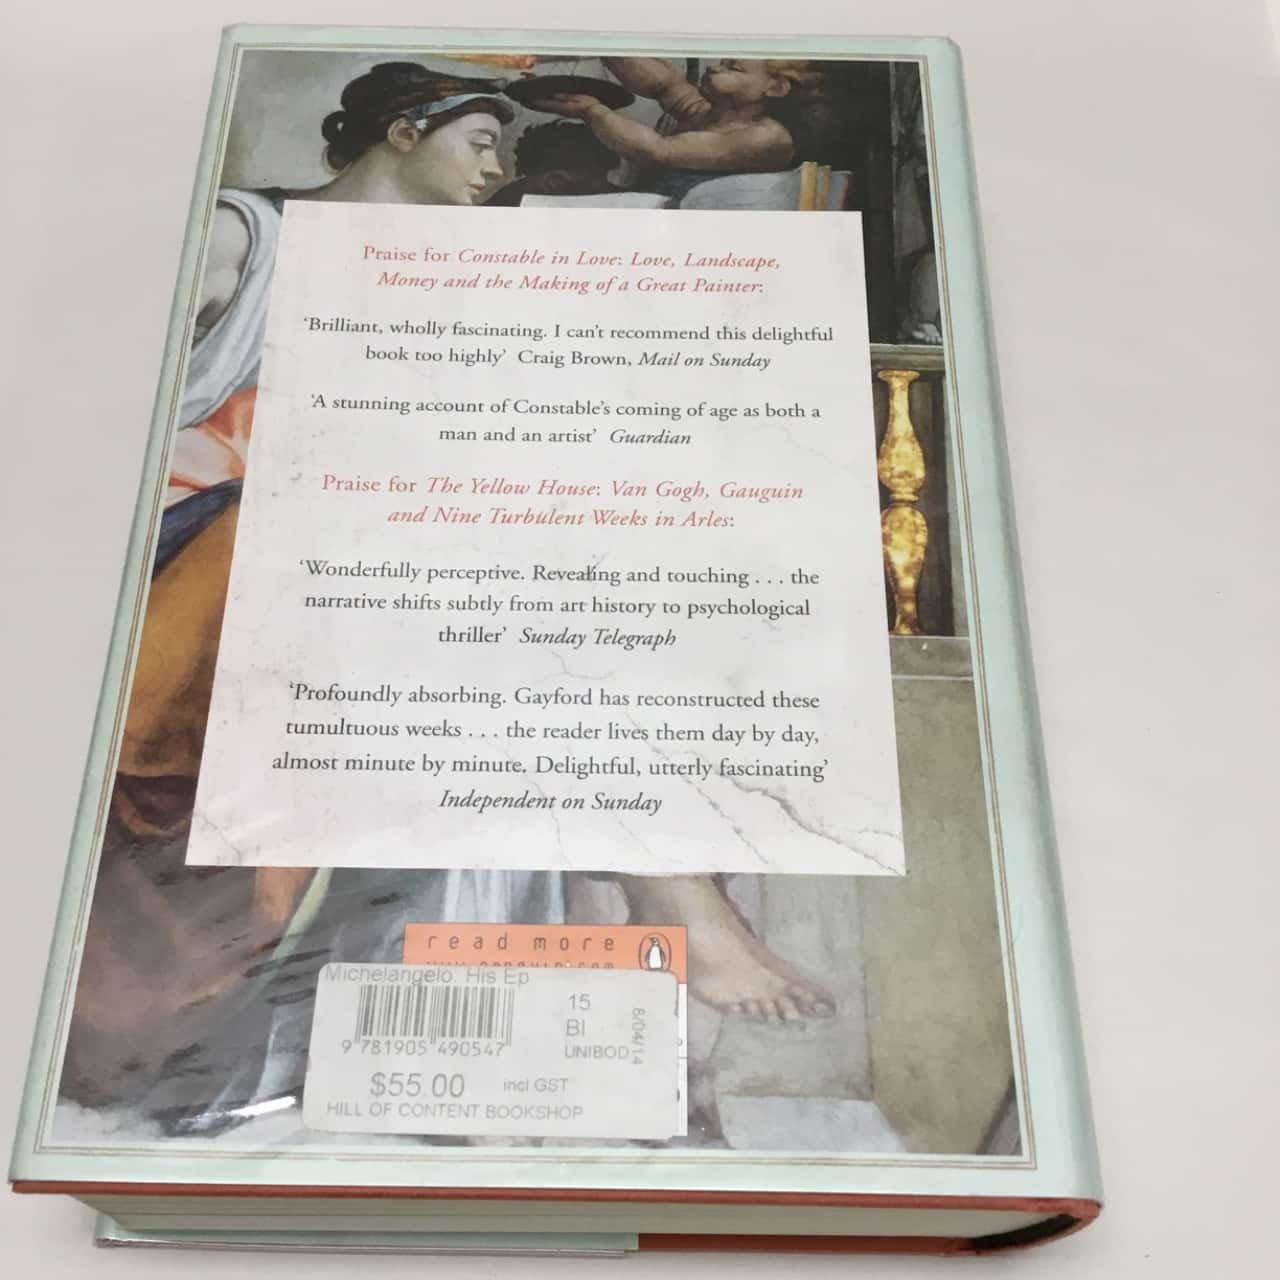 Praise for Constable in Love: Love, Landscape,
Money and the Making of a Great Painter:
‘Brilliant, wholly fascinating. I can’t recommend this delightful
book too highly’ Craig Brown, Mail on Sunday
‘A stunning account of Constable’s coming of age as both a
man and an artist’ Guardian
Praise for The Yellow House: Van Gogh, Gauguin
and Nine Turbulent Weeks in Arles:
‘Wonderfully perceptive. Revealing and touching . . . the
narrative shifts subtly from art history to psychological
thriller’ Sunday Telegraph
‘Profoundly absorbing. Gayford has reconstructed these
tumultuous weeks . . . the reader lives them day by day,
almost minute by minute. Delightful, utterly fascinating’
Independent on Sunday
read more
www.penguin.com
Michelangelo His Ep
15
BI
UNIBOD
8/04/14
9 781905 490547
$55.00 incl GST
HILL OF CONTENT BOOKSHOP